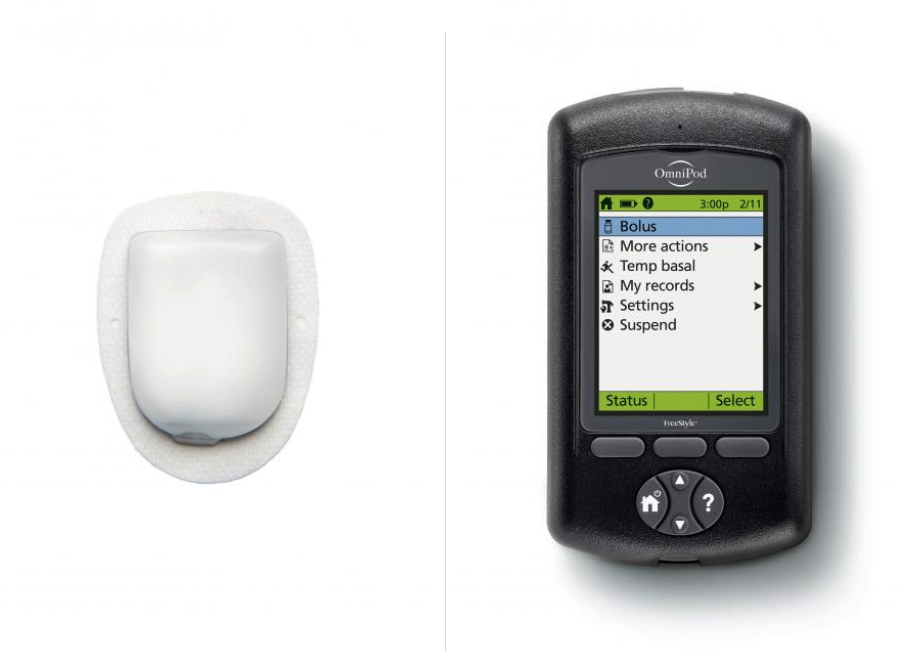 OmniPod
3:00p 2/11
Bolus
More actions
Temp basal
My records
Settings
Suspend
Status Select
FreeStyle
?